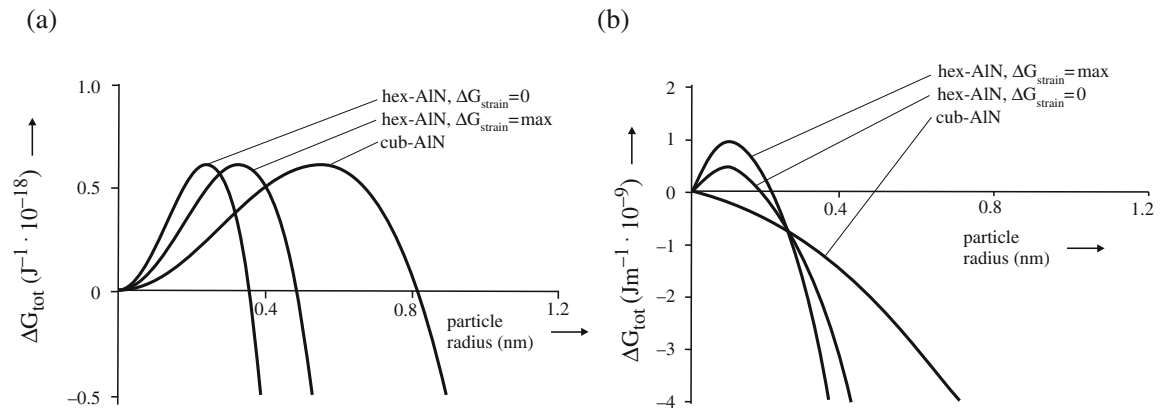 (a)
1.0
0.5
0
−0.5
ΔG_tot (J⁻¹ · 10⁻¹⁸)
hex-AlN, ΔG_strain=0
hex-AlN, ΔG_strain=max
cub-AlN
0.4
0.8
1.2
particle
radius (nm)
(b)
2
1
0
−1
−2
−3
−4
ΔG_tot (Jm⁻¹ · 10⁻⁹)
hex-AlN, ΔG_strain=max
hex-AlN, ΔG_strain=0
cub-AlN
0.4
0.8
1.2
particle
radius (nm)